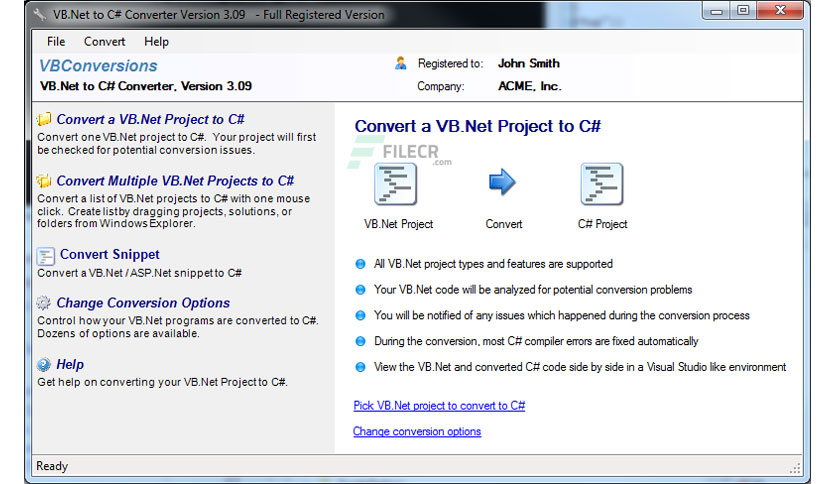 VB.Net to C# Converter Version 3.09 - Full Registered Version
File Convert Help
VBConversions
VB.Net to C# Converter, Version 3.09
Registered to: John Smith
Company: ACME, Inc.
Convert a VB.Net Project to C#
Convert one VB.Net project to C#. Your project will first
be checked for potential conversion issues.
Convert Multiple VB.Net Projects to C#
Convert a list of VB.Net projects to C# with one mouse
click. Create list by dragging projects, solutions, or
folders from Windows Explorer.
Convert Snippet
Convert a VB.Net / ASP.Net snippet to C#
Change Conversion Options
Control how your VB.Net programs are converted to C#.
Dozens of options are available.
Help
Get help on converting your VB.Net Project to C#.
Convert a VB.Net Project to C#
FILECR
.com
VB.Net Project
Convert
C# Project
All VB.Net project types and features are supported
Your VB.Net code will be analyzed for potential conversion problems
You will be notified of any issues which happened during the conversion process
During the conversion, most C# compiler errors are fixed automatically
View the VB.Net and converted C# code side by side in a Visual Studio like environment
Pick VB.Net project to convert to C#
Change conversion options
Ready